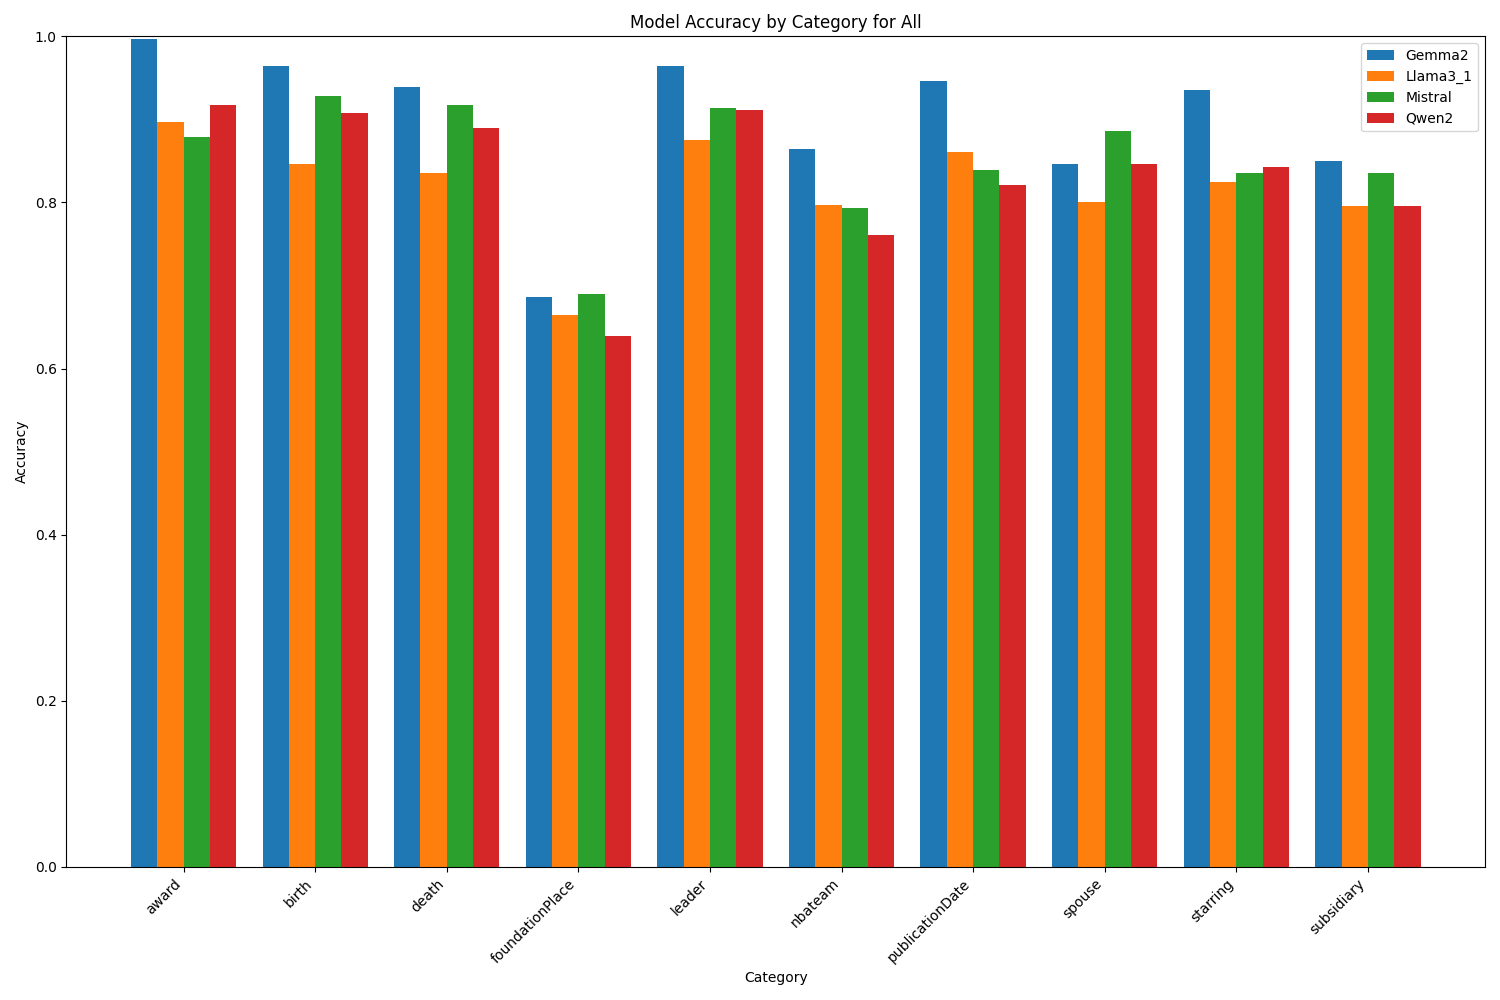 Model Accuracy by Category for All
Gemma2
Llama3_1
Mistral
Qwen2
Accuracy
1.0
0.8
0.6
0.4
0.2
0.0
award
birth
death
foundationPlace
leader
nbateam
publicationDate
spouse
starring
subsidiary
Category